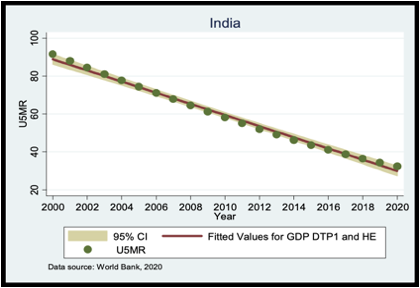 India
100
80
60
40
20
U5MR
2000 2002 2004 2006 2008 2010 2012 2014 2016 2018 2020
Year
95% CI Fitted Values for GDP DTP1 and HE
U5MR
Data source: World Bank, 2020